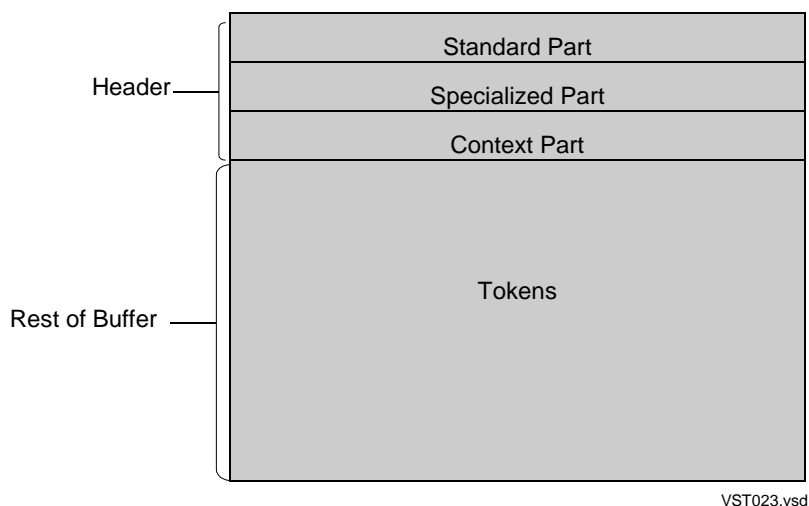 Standard Part
Header
Specialized Part
Context Part
Tokens
Rest of Buffer
VST023.vsd